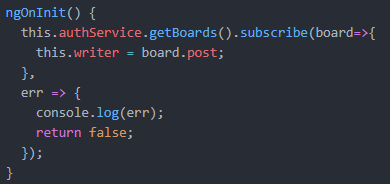 ngOnInit() {
  this.authService.getBoards().subscribe(board=>{
    this.writer = board.post;
  },
  err => {
    console.log(err);
    return false;
  });
}